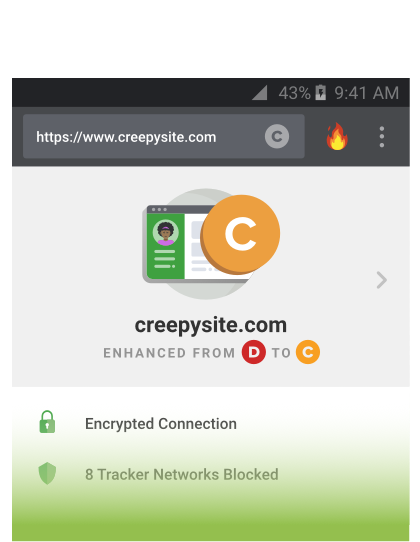 43% 9:41 AM
https://www.creepysite.com C
C
creepysite.com
ENHANCED FROM D TO C
Encrypted Connection
8 Tracker Networks Blocked